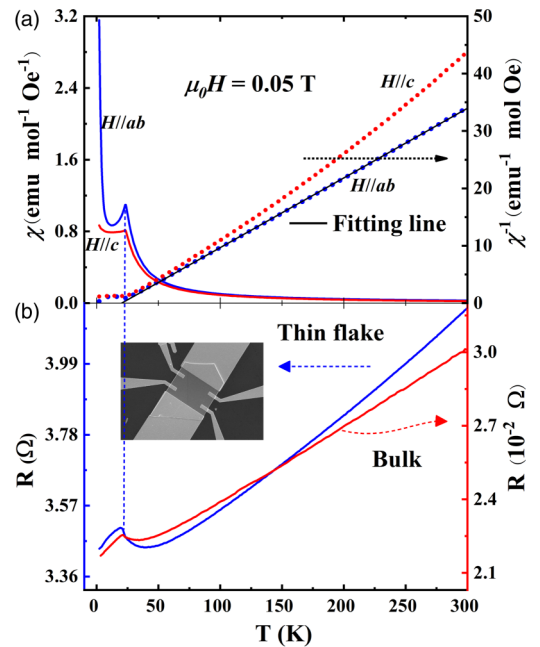 (a)
3.2
2.4
1.6
0.8
0.0
χ(emu mol⁻¹ Oe⁻¹)
μ₀H = 0.05 T
H//ab
H//c
H//c
H//ab
Fitting line
50
40
30
20
10
0
χ⁻¹(emu⁻¹ mol Oe)
(b)
Thin flake
Bulk
3.99
3.78
3.57
3.36
R (Ω)
3.0
2.7
2.4
2.1
R (10⁻² Ω)
0 50 100 150 200 250 300
T (K)